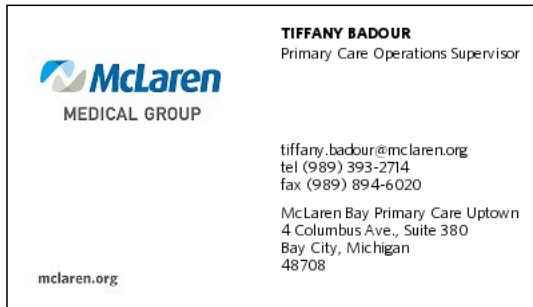 McLaren
MEDICAL GROUP
mclaren.org
TIFFANY BADOUR
Primary Care Operations Supervisor
tiffany.badour@mclaren.org
tel (989) 393-2714
fax (989) 894-6020
McLaren Bay Primary Care Uptown
4 Columbus Ave., Suite 380
Bay City, Michigan
48708